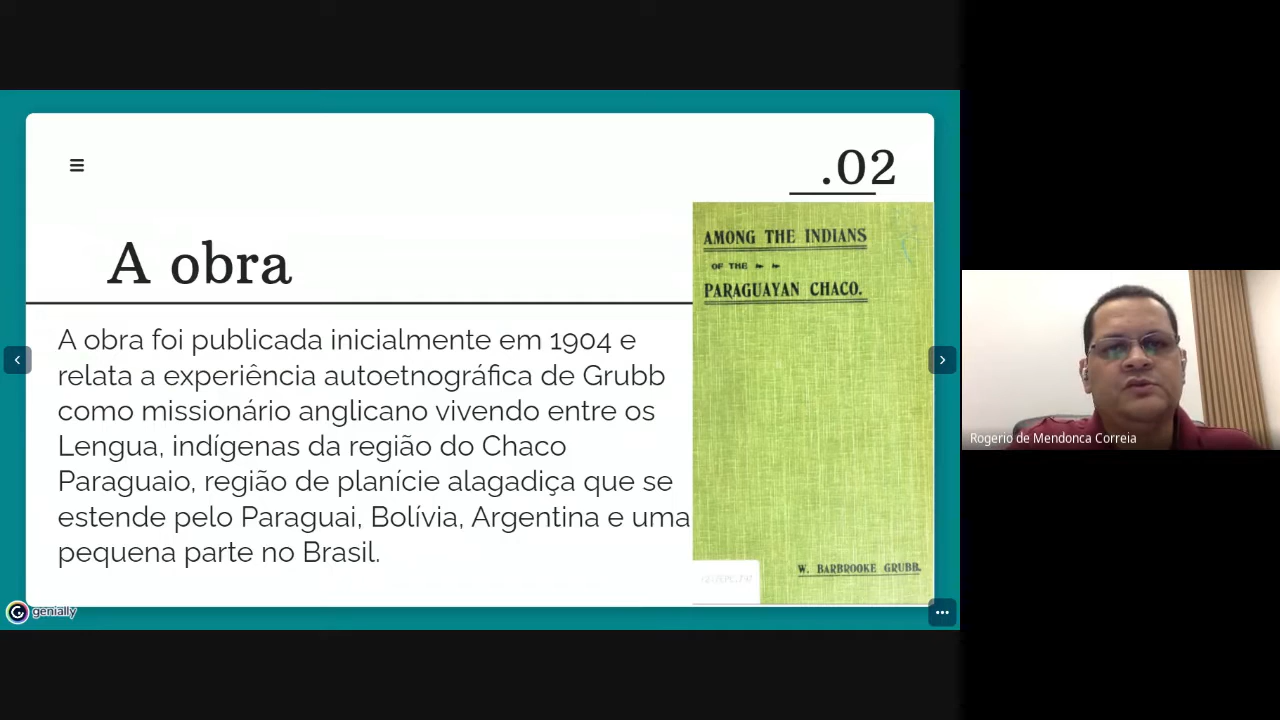 .02
A obra
A obra foi publicada inicialmente em 1904 e
relata a experiência autoetnográfica de Grubb
como missionário anglicano vivendo entre os
Lengua, indígenas da região do Chaco
Paraguaio, região de planície alagadiça que se
estende pelo Paraguai, Bolívia, Argentina e uma
pequena parte no Brasil.
AMONG THE INDIANS
OF THE
PARAGUAYAN CHACO.
W. BARBROOKE GRUBB.
genially
Rogerio de Mendonca Correia